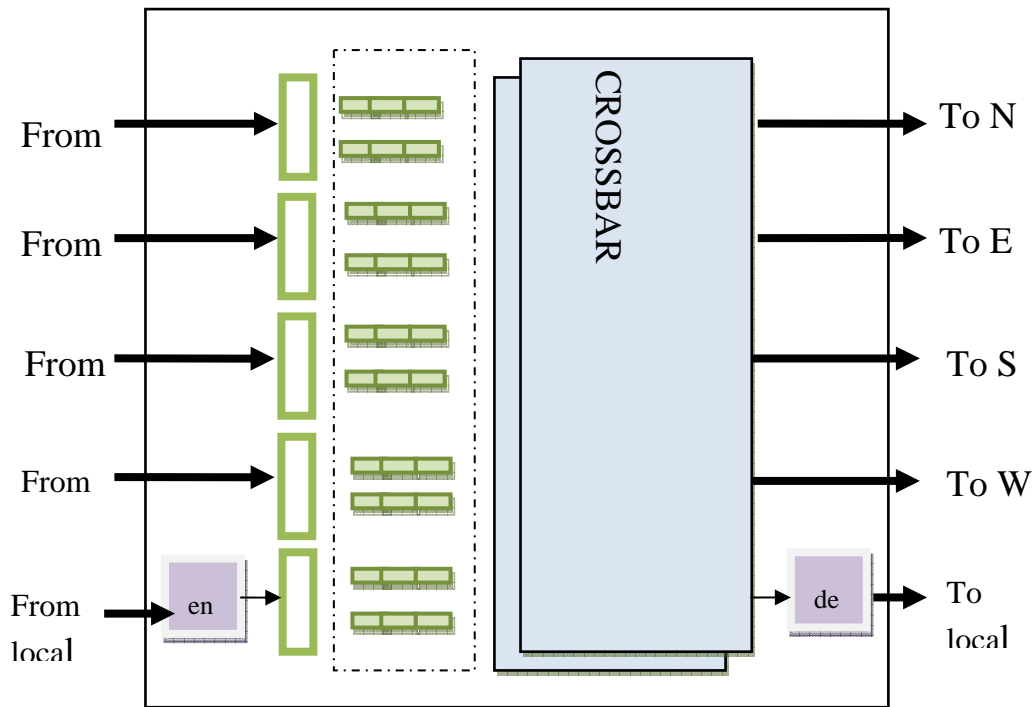 From
From
From
From
From
local
en
CROSSBAR
de
To N
To E
To S
To W
To
local